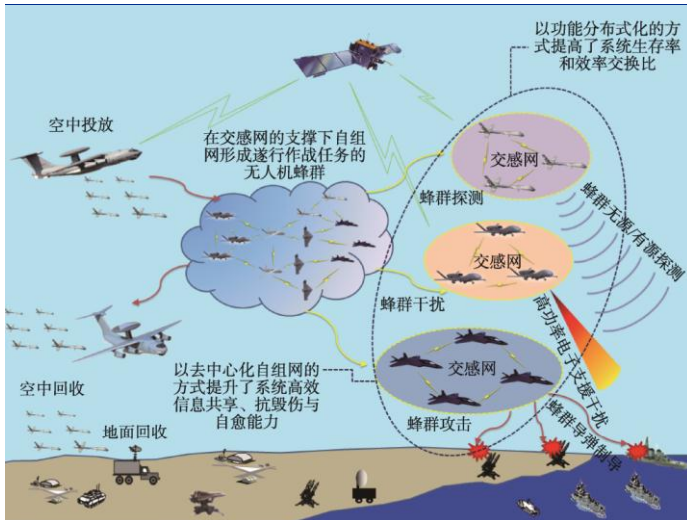 以功能分布式化的方
式提高了系统生存率
和效率交换比
空中投放
在交感网的支撑下自组
网形成遂行作战任务的
无人机蜂群
交感网
蜂群探测
蜂群无源/有源探测
交感网
蜂群干扰
高功率电子支援干扰
以去中心化自组网的
方式提升了系统高效
信息共享、抗毁伤与
自愈能力
交感网
蜂群攻击
蜂群导弹制导
空中回收
地面回收